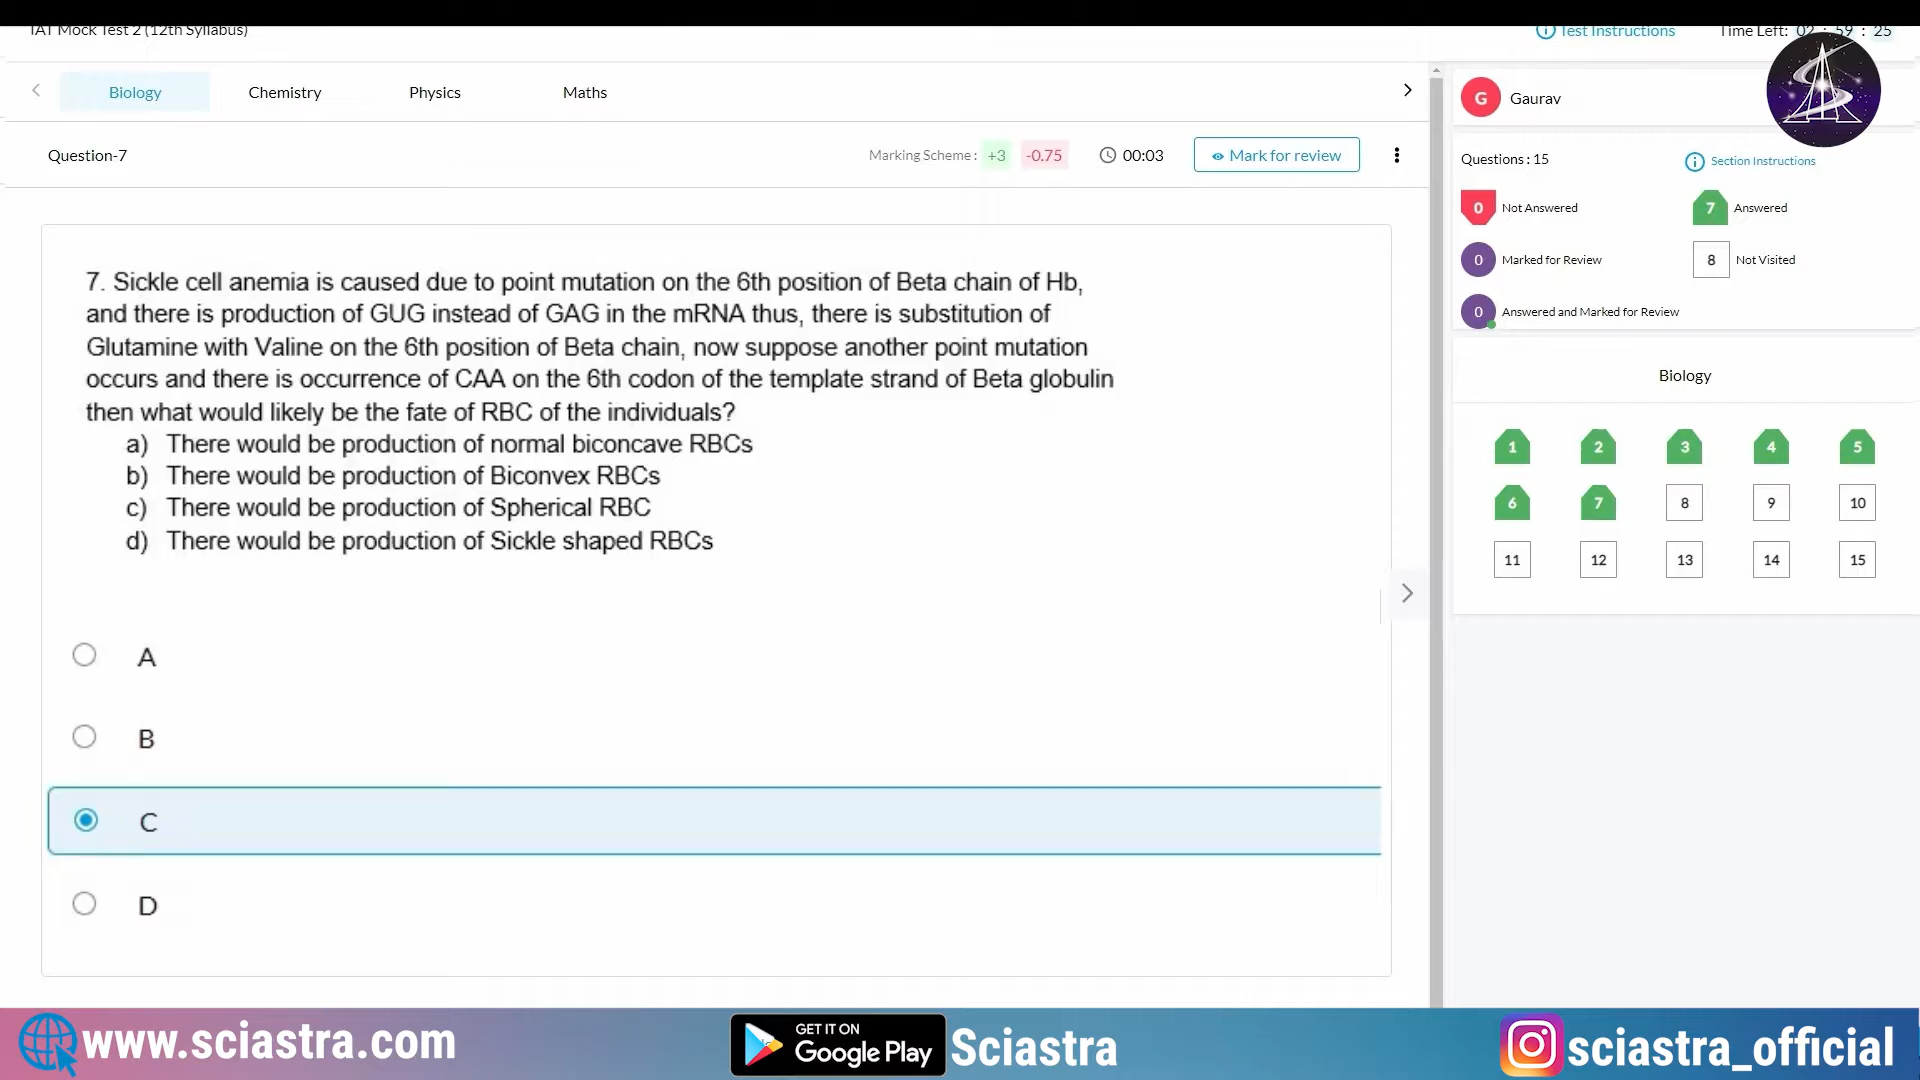 IAT Mock Test 2 (12th Syllabus)
Test Instructions
Time Left: 02 : 59 : 25
Biology
Chemistry
Physics
Maths
G
Gaurav
Question-7
Marking Scheme :
+3
-0.75
00:03
Mark for review
Questions : 15
Section Instructions
0
Not Answered
7
Answered
0
Marked for Review
8
Not Visited
0
Answered and Marked for Review
7. Sickle cell anemia is caused due to point mutation on the 6th position of Beta chain of Hb,
and there is production of GUG instead of GAG in the mRNA thus, there is substitution of
Glutamine with Valine on the 6th position of Beta chain, now suppose another point mutation
occurs and there is occurrence of CAA on the 6th codon of the template strand of Beta globulin
then what would likely be the fate of RBC of the individuals?
a) There would be production of normal biconcave RBCs
b) There would be production of Biconvex RBCs
c) There would be production of Spherical RBC
d) There would be production of Sickle shaped RBCs
A
B
C
D
Biology
1 2 3 4 5
6 7 8 9 10
11 12 13 14 15
www.sciastra.com
GET IT ON
Google Play
Sciastra
sciastra_official